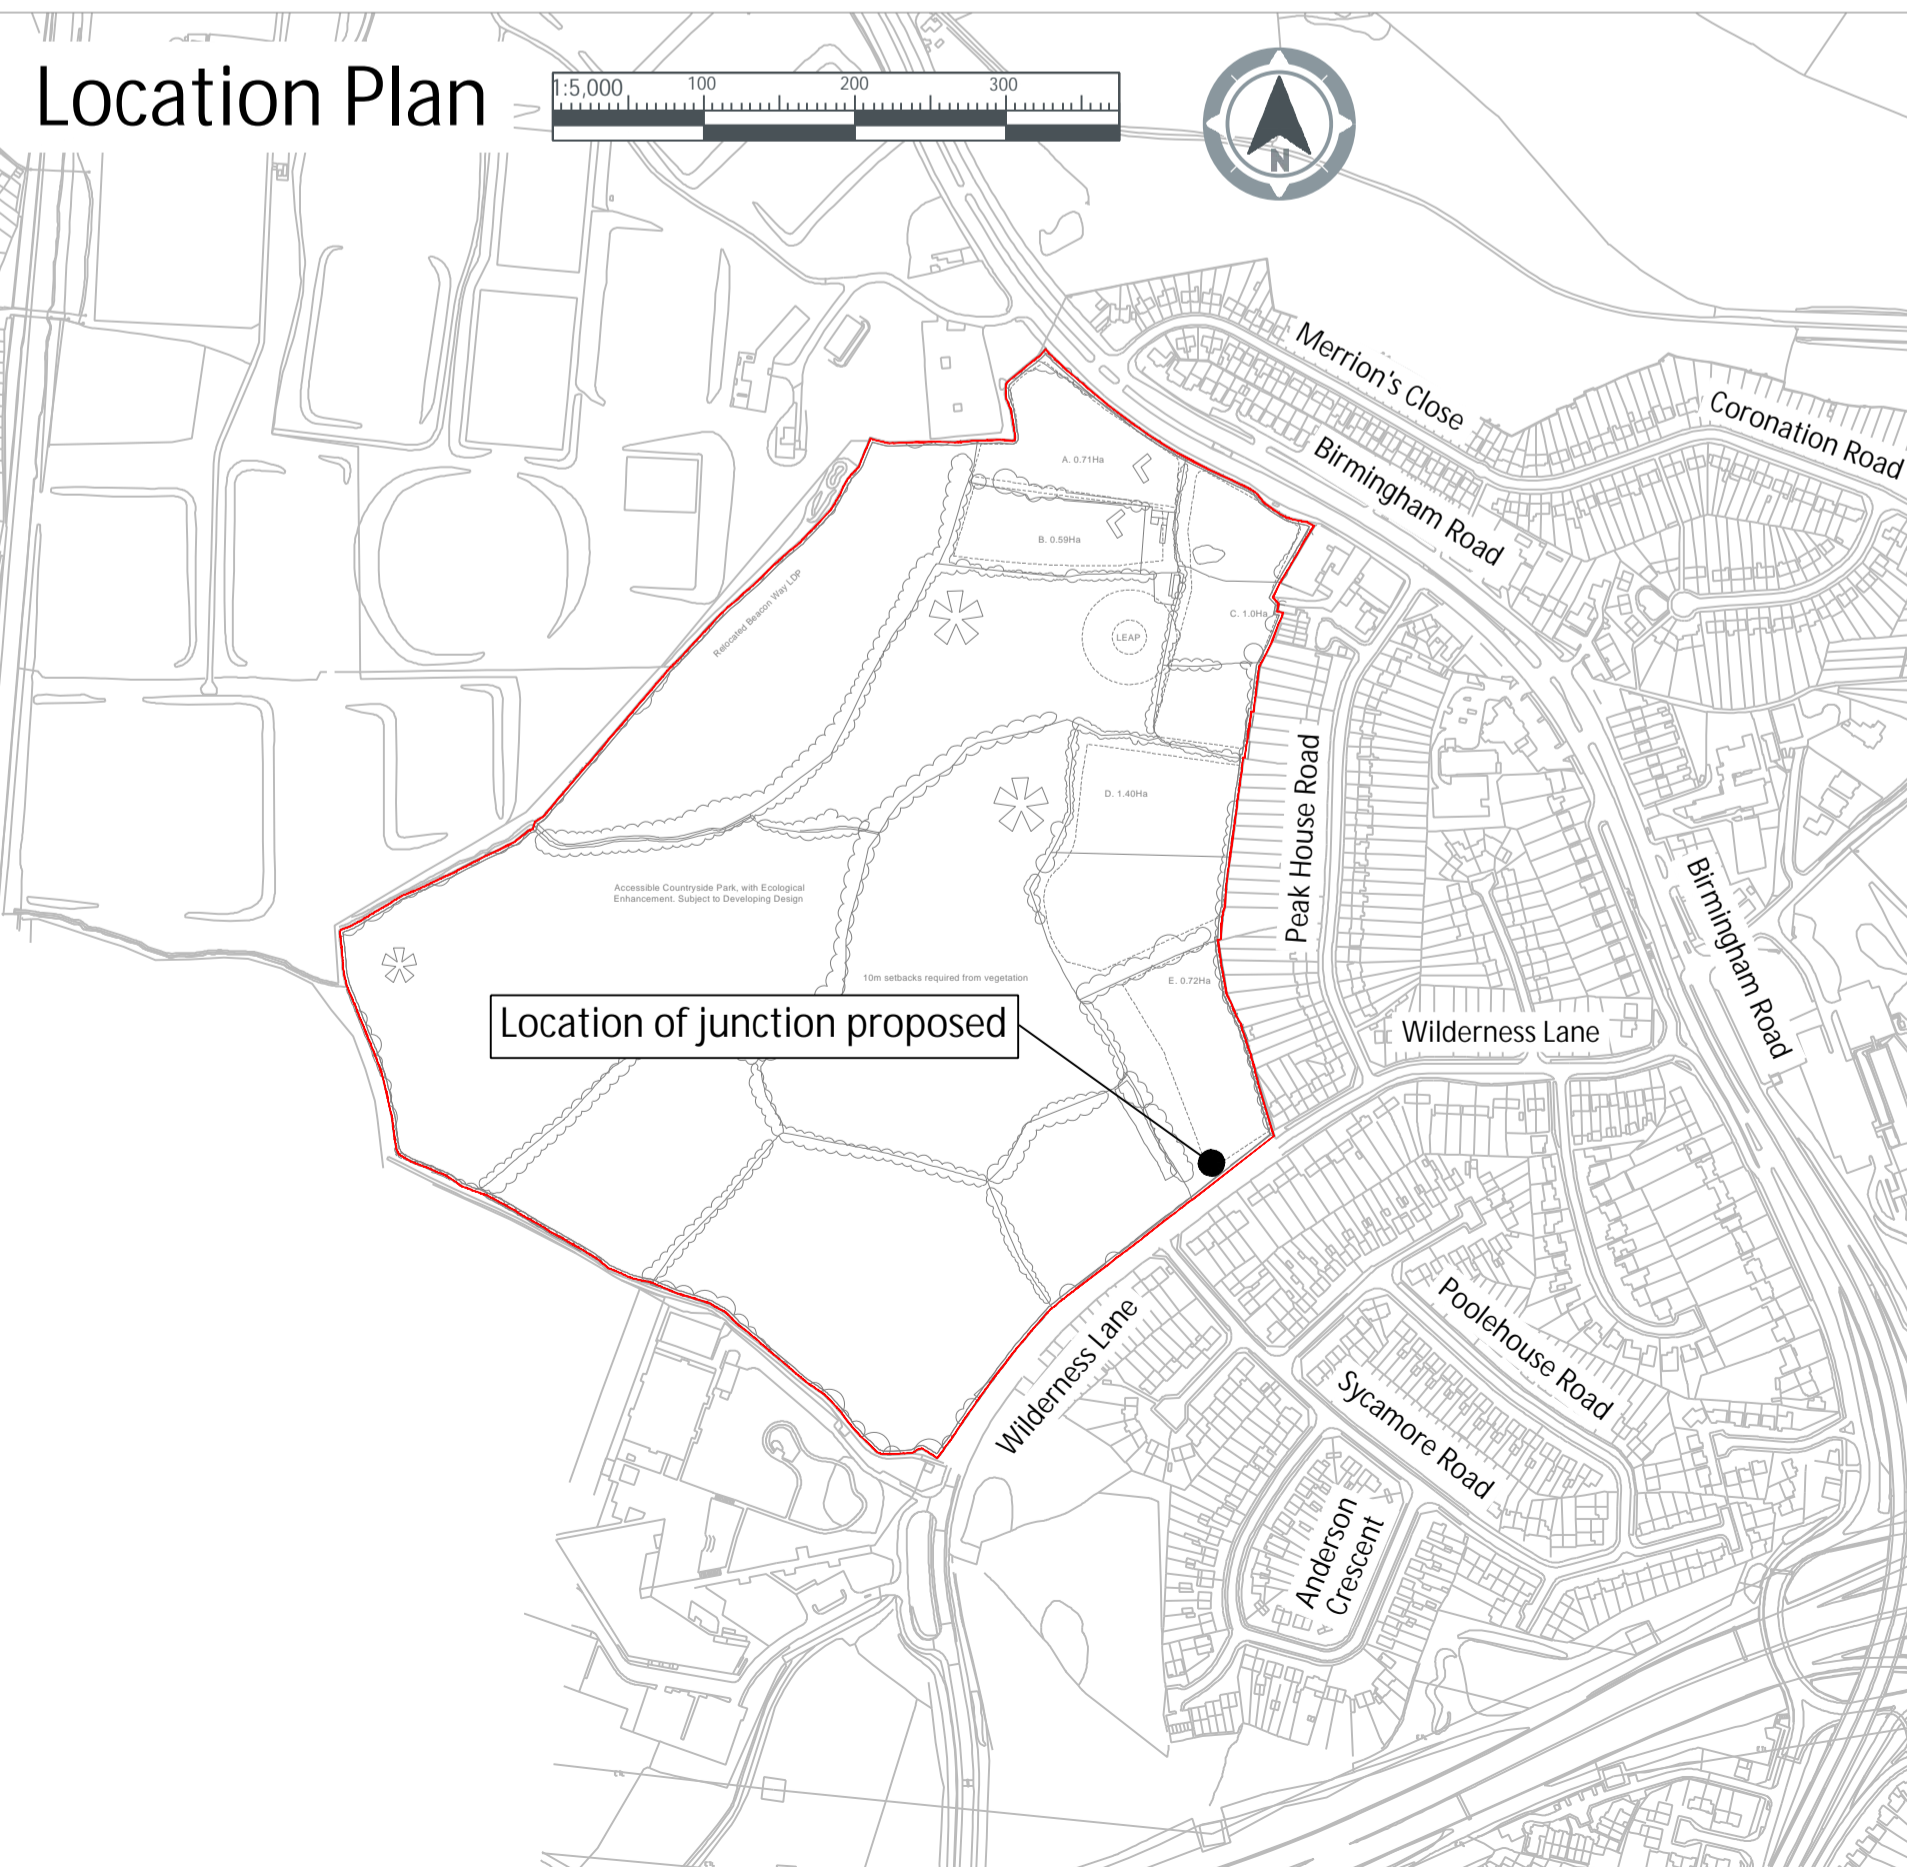 Location Plan
1:5,000 100 200 300
N
Merrion's Close
Coronation Road
Birmingham Road
A. 0.71Ha
B. 0.59Ha
Relocated Beacon Way LDP
C. 1.0Ha
LEAP
D. 1.40Ha
Peak House Road
Accessible Countryside Park, with Ecological
Enhancement. Subject to Developing Design
Birmingham Road
10m setbacks required from vegetation
E. 0.72Ha
Location of junction proposed
Wilderness Lane
Wilderness Lane
Poolehouse Road
Sycamore Road
Anderson
Crescent